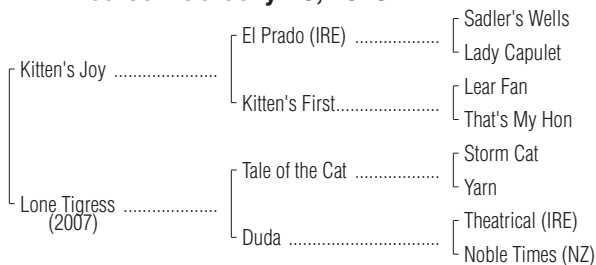 Sadler's Wells
El Prado (IRE) ..................
Lady Capulet
Kitten's Joy ......................
Lear Fan
Kitten's First......................
That's My Hon
Storm Cat
Tale of the Cat ..................
Yarn
Lone Tigress ....................
(2007)
Theatrical (IRE)
Duda ................................
Noble Times (NZ)